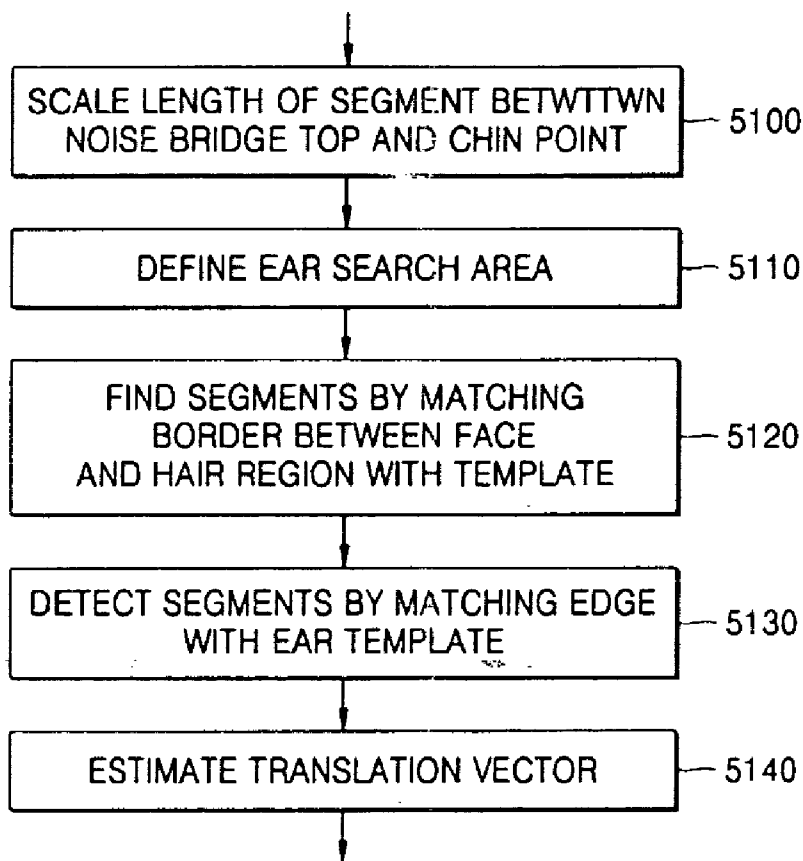 SCALE LENGTH OF SEGMENT BETWTTWN
NOISE BRIDGE TOP AND CHIN POINT
5100
DEFINE EAR SEARCH AREA
5110
FIND SEGMENTS BY MATCHING
BORDER BETWEEN FACE
AND HAIR REGION WITH TEMPLATE
5120
DETECT SEGMENTS BY MATCHING EDGE
WITH EAR TEMPLATE
5130
ESTIMATE TRANSLATION VECTOR
5140